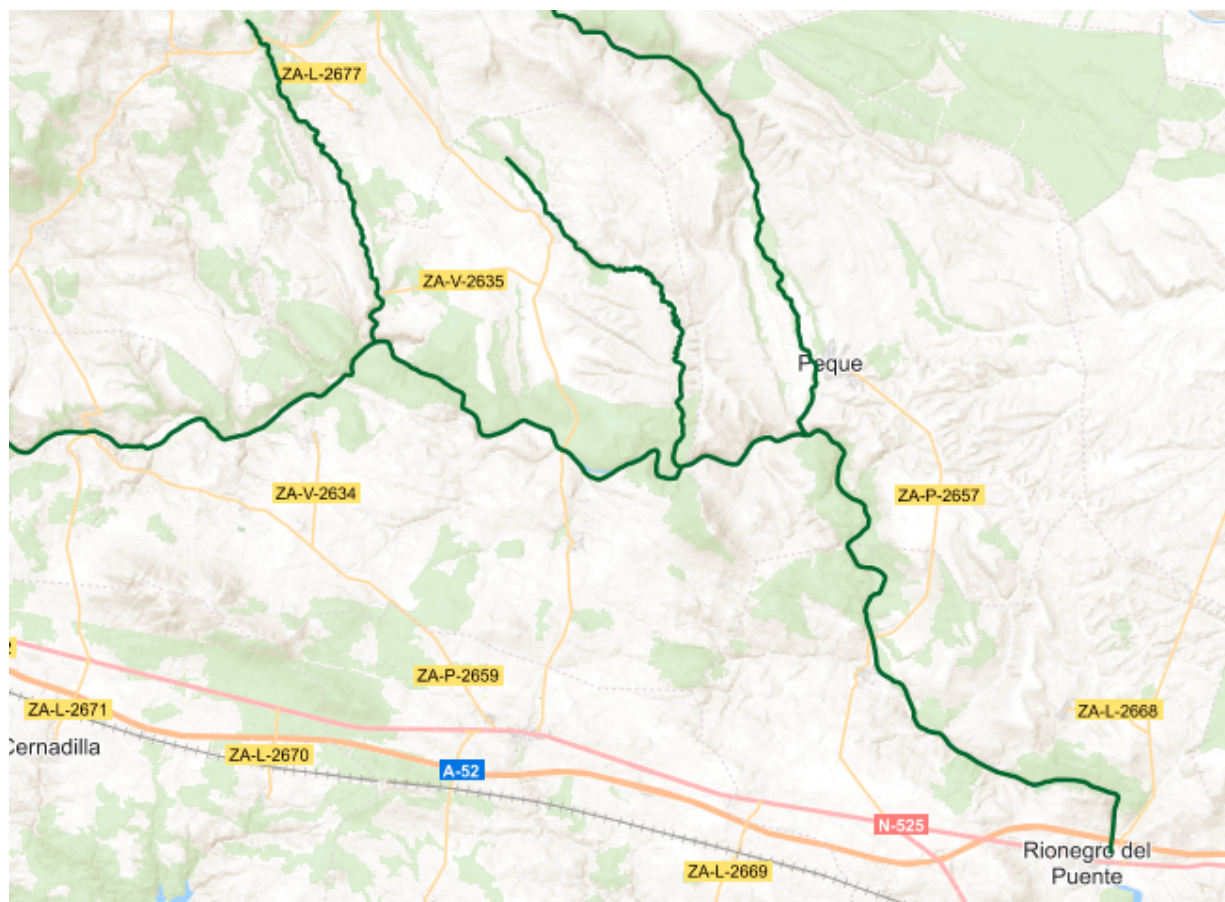 ZA-L-2677
ZA-V-2635
Peque
ZA-V-2634
ZA-P-2657
ZA-P-2659
ZA-L-2671
ZA-L-2668
Cernadilla
ZA-L-2670
A-52
N-525
Rionegro del
Puente
ZA-L-2669